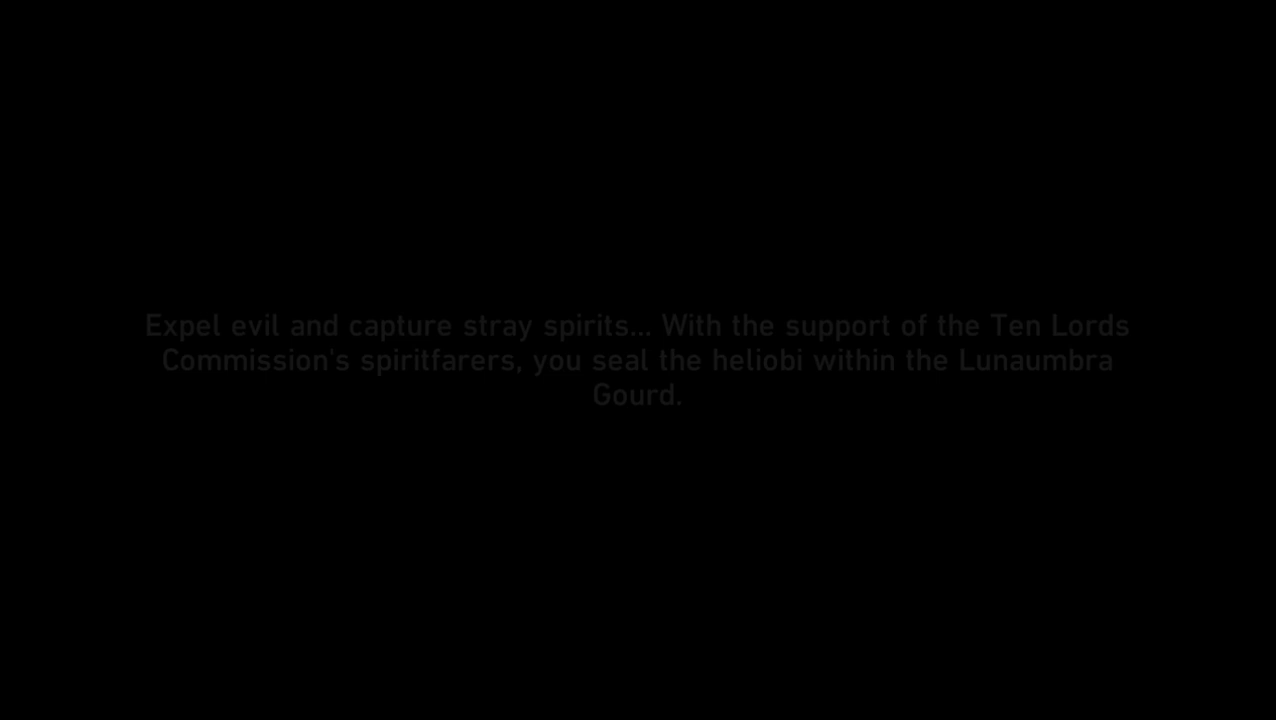 Expel evil and capture stray spirits... With the support of the Ten Lords
Commission's spiritfarers, you seal the heliobi within the Lunaumbra
Gourd.